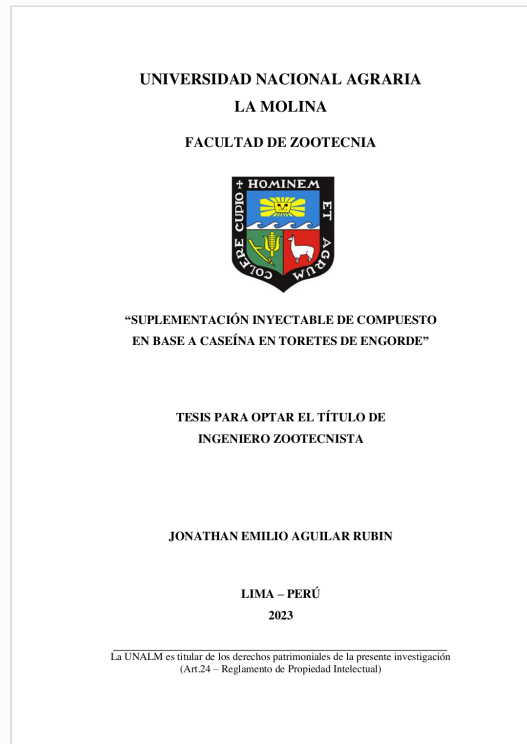 UNIVERSIDAD NACIONAL AGRARIA
LA MOLINA
FACULTAD DE ZOOTECNIA
COLERE CUPIO ✝ HOMINEM ET AGRUM
“SUPLEMENTACIÓN INYECTABLE DE COMPUESTO
EN BASE A CASEÍNA EN TORETES DE ENGORDE”
TESIS PARA OPTAR EL TÍTULO DE
INGENIERO ZOOTECNISTA
JONATHAN EMILIO AGUILAR RUBIN
LIMA – PERÚ
2023
La UNALM es titular de los derechos patrimoniales de la presente investigación
(Art.24 – Reglamento de Propiedad Intelectual)